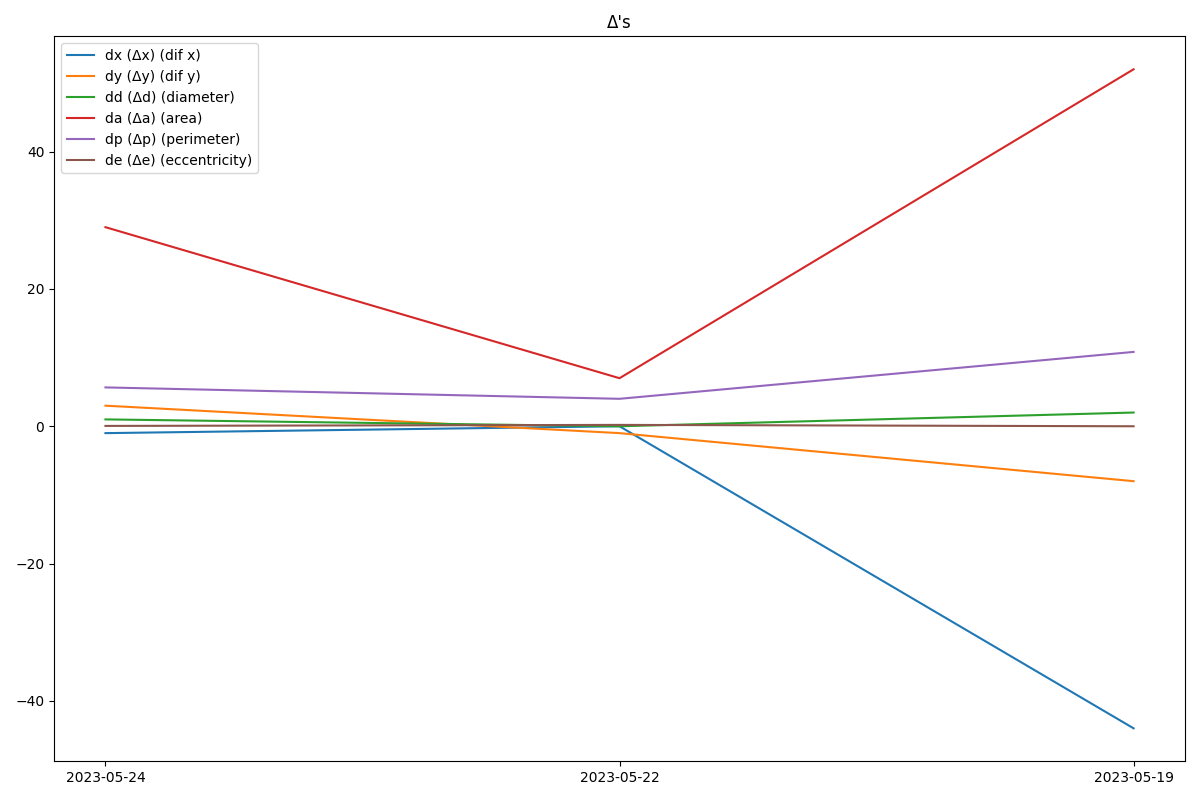 Δ's
dx (Δx) (dif x)
dy (Δy) (dif y)
dd (Δd) (diameter)
da (Δa) (area)
dp (Δp) (perimeter)
de (Δe) (eccentricity)
40
20
0
−20
−40
2023-05-24 2023-05-22 2023-05-19